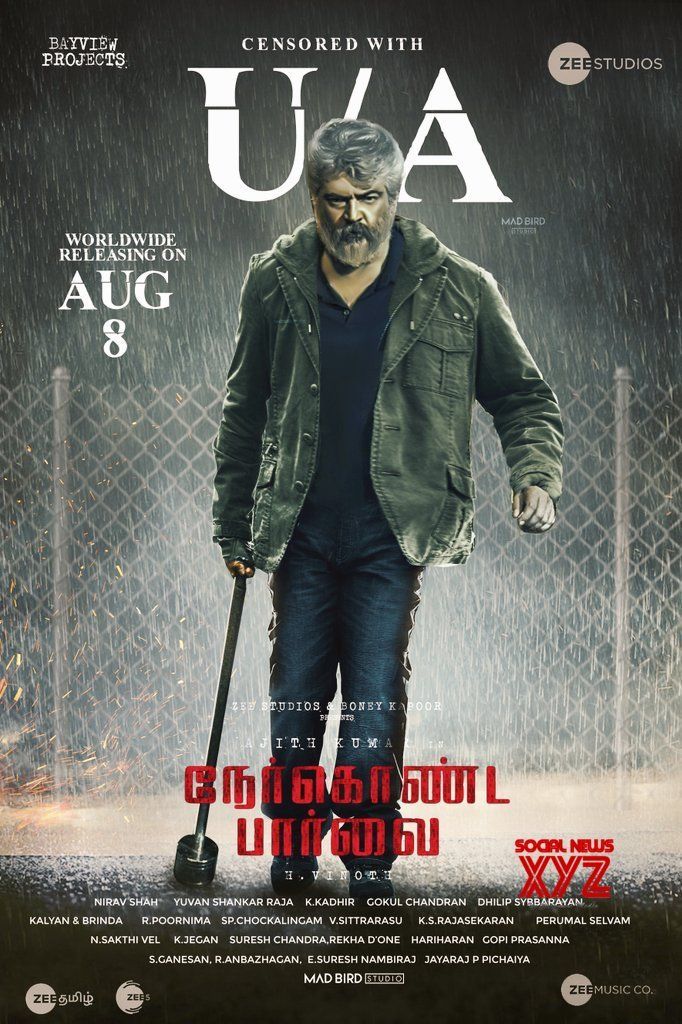 BAYVIEW
PROJECTS
CENSORED WITH
ZEE STUDIOS
U/A
MAD BIRD
STUDIO
WORLDWIDE
RELEASING ON
AUG
8
ZEE STUDIOS & BONEY KAPOOR
PRESENTS
AJITH KUMAR IN
நேர்கொண்ட
பார்வை
H.VINOTH
SOCIAL NEWS
XYZ
NIRAV SHAH YUVAN SHANKAR RAJA K.KADHIR GOKUL CHANDRAN DHILIP SYBBARAYAN
KALYAN & BRINDA R.POORNIMA SP.CHOCKALINGAM V.SITTRARASU K.S.RAJASEKARAN PERUMAL SELVAM
N.SAKTHI VEL K.JEGAN SURESH CHANDRA,REKHA D'ONE HARIHARAN GOPI PRASANNA
S.GANESAN, R.ANBAZHAGAN, E.SURESH NAMBIRAJ JAYARAJ P PICHAIYA
MAD BIRD STUDIO
ZEE தமிழ்
ZEE5
ZEE MUSIC CO.